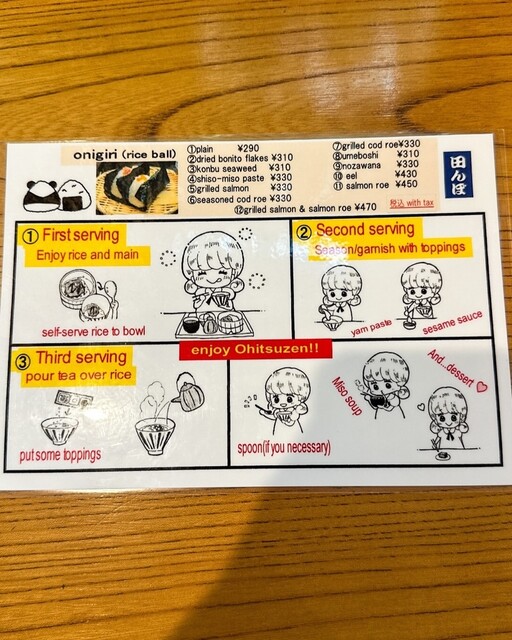 onigiri (rice ball)
①plain ¥290
②dried bonito flakes ¥310
③konbu seaweed ¥310
④shiso-miso paste ¥330
⑤grilled salmon ¥330
⑥seasoned cod roe ¥330
⑦grilled cod roe¥330
⑧umeboshi ¥310
⑨nozawana ¥330
⑩ eel ¥430
⑪ salmon roe ¥450
⑫grilled salmon & salmon roe ¥470
税込 with tax
田んぼ
① First serving
Enjoy rice and main
self-serve rice to bowl
② Second serving
Season/garnish with toppings
yam paste
sesame sauce
enjoy Ohitsuzen!!
③ Third serving
pour tea over rice
put some toppings
spoon(if you necessary)
Miso soup
And...dessert